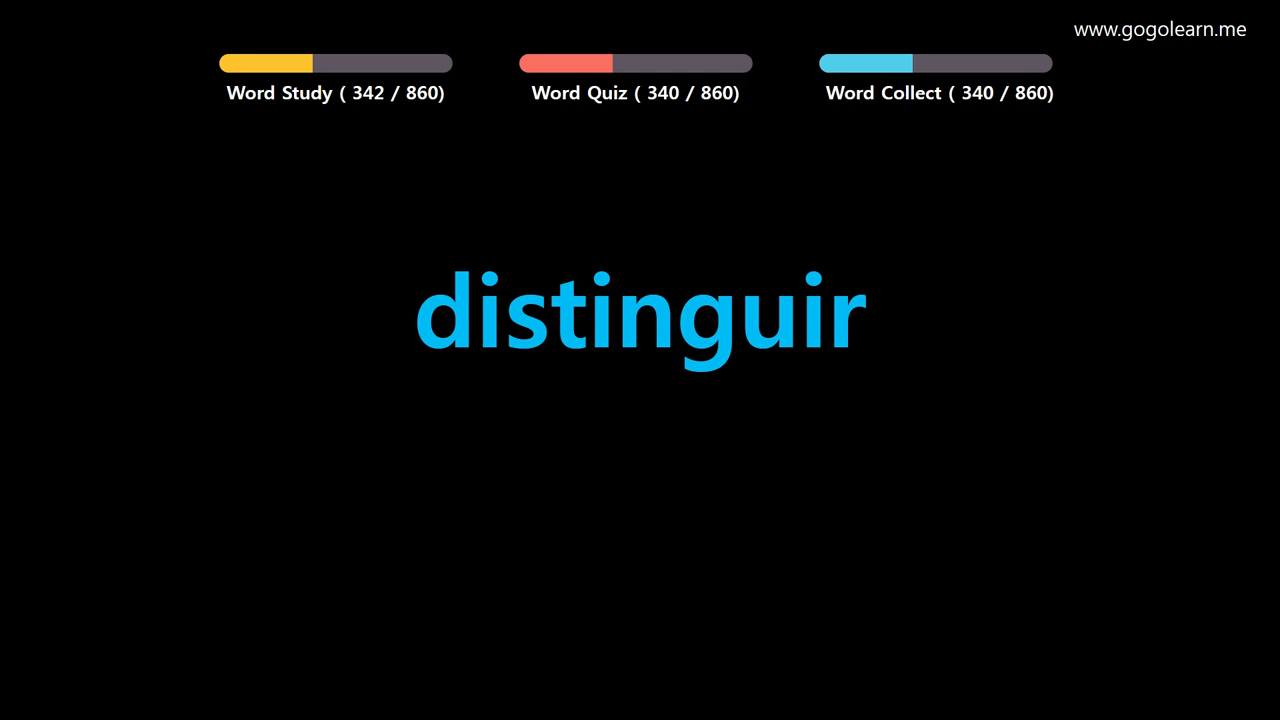 www.gogolearn.me
Word Study ( 342 / 860)
Word Quiz ( 340 / 860)
Word Collect ( 340 / 860)
distinguir